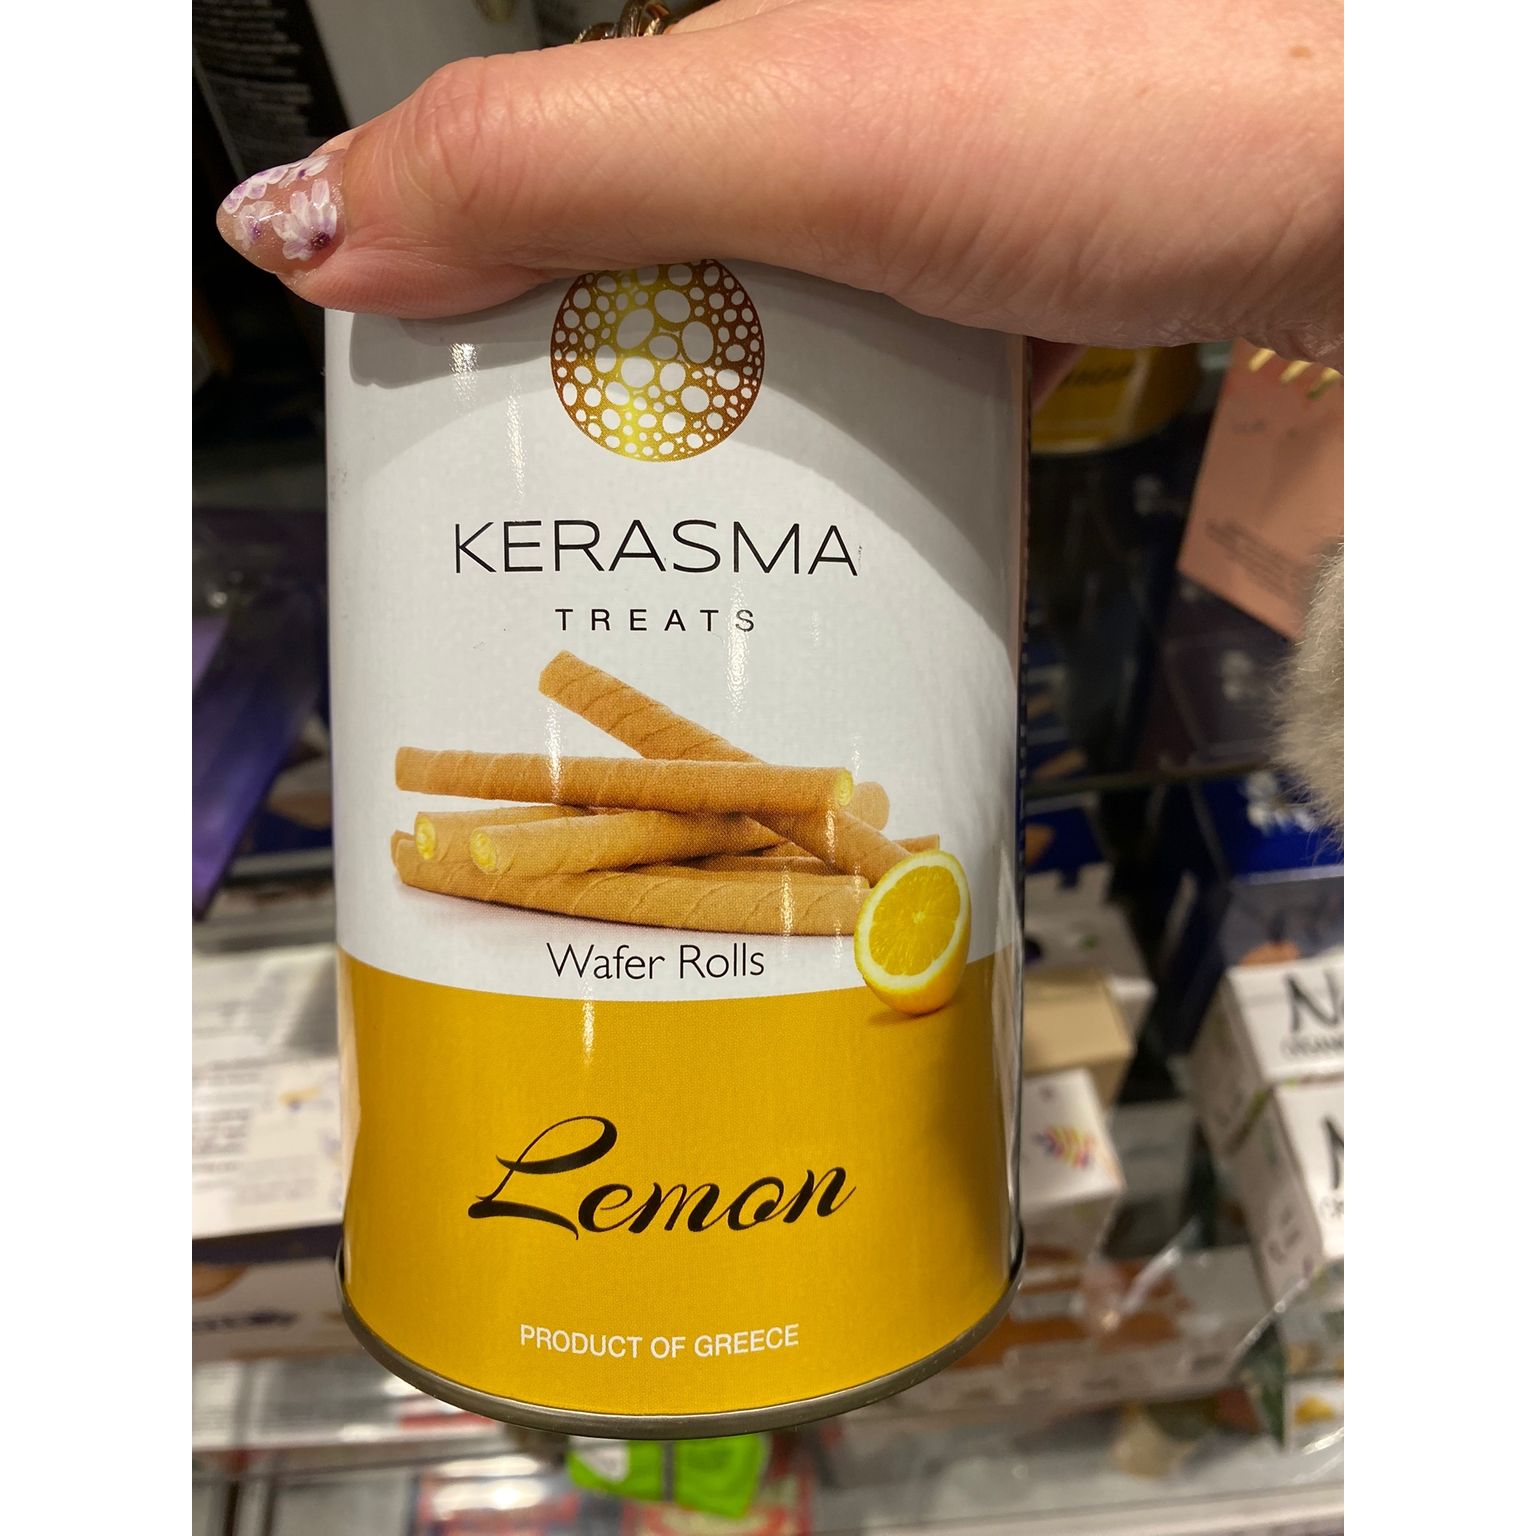 KERASMA
TREATS
Wafer Rolls
Lemon
PRODUCT OF GREECE